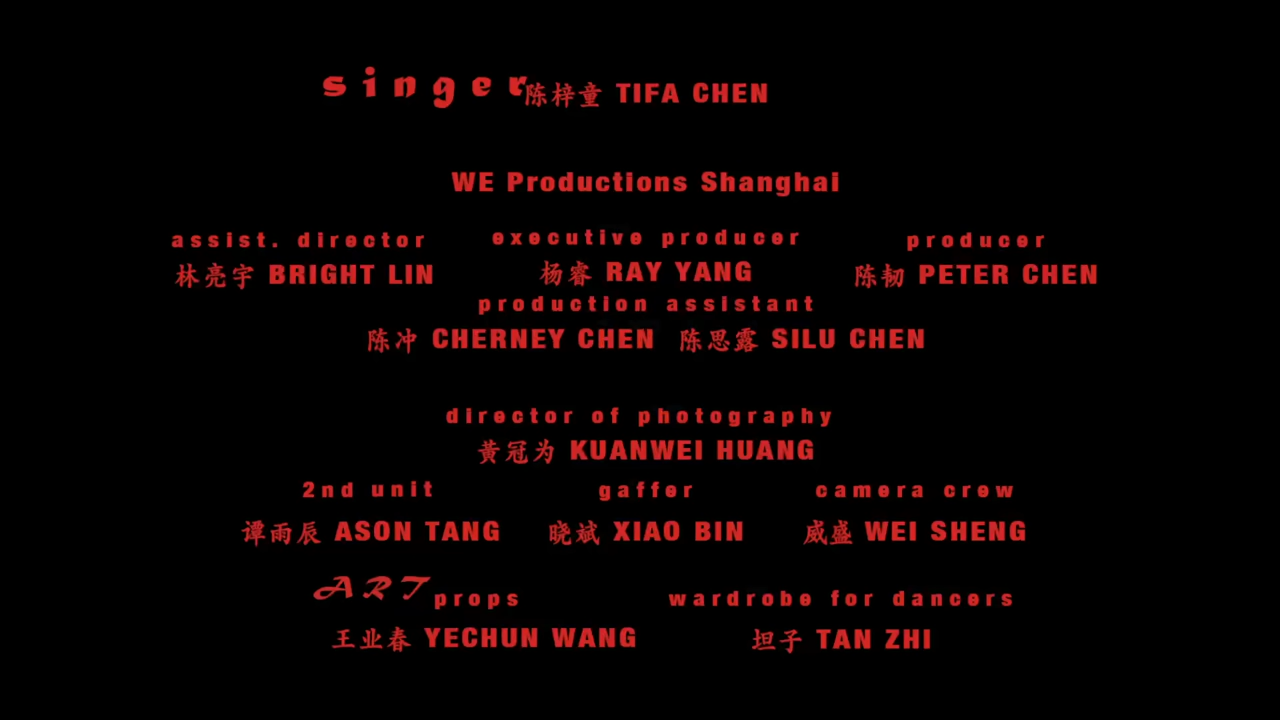 singer 陈梓童 TIFA CHEN
WE Productions Shanghai
assist. director executive producer producer
林亮宇 BRIGHT LIN 杨睿 RAY YANG 陈韧 PETER CHEN
production assistant
陈冲 CHERNEY CHEN 陈思露 SILU CHEN
director of photography
黃冠为 KUANWEI HUANG
2nd unit gaffer camera crew
谭雨辰 ASON TANG 晓斌 XIAO BIN 威盛 WEI SHENG
ART props wardrobe for dancers
王业春 YECHUN WANG 坦子 TAN ZHI